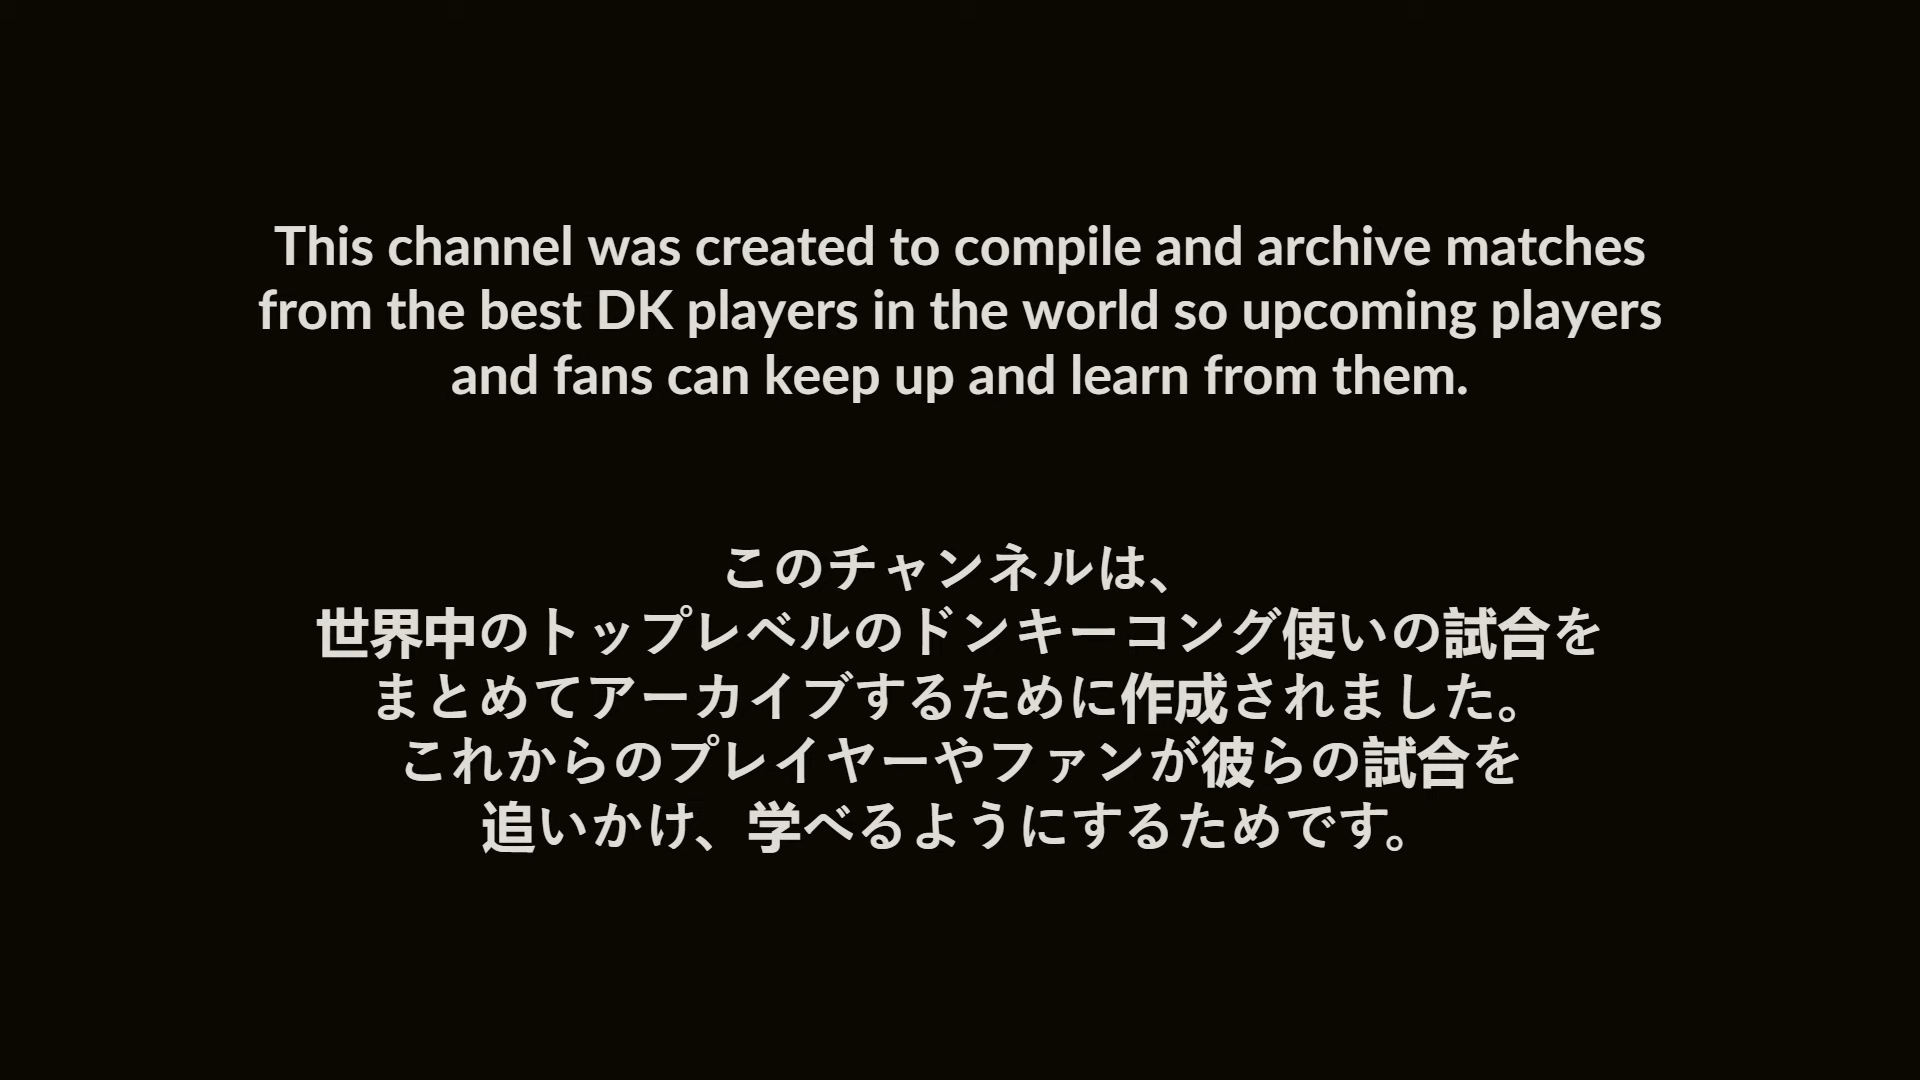 This channel was created to compile and archive matches
from the best DK players in the world so upcoming players
and fans can keep up and learn from them.
このチャンネルは、
世界中のトップレベルのドンキーコング使いの試合を
まとめてアーカイブするために作成されました。
これからのプレイヤーやファンが彼らの試合を
追いかけ、学べるようにするためです。